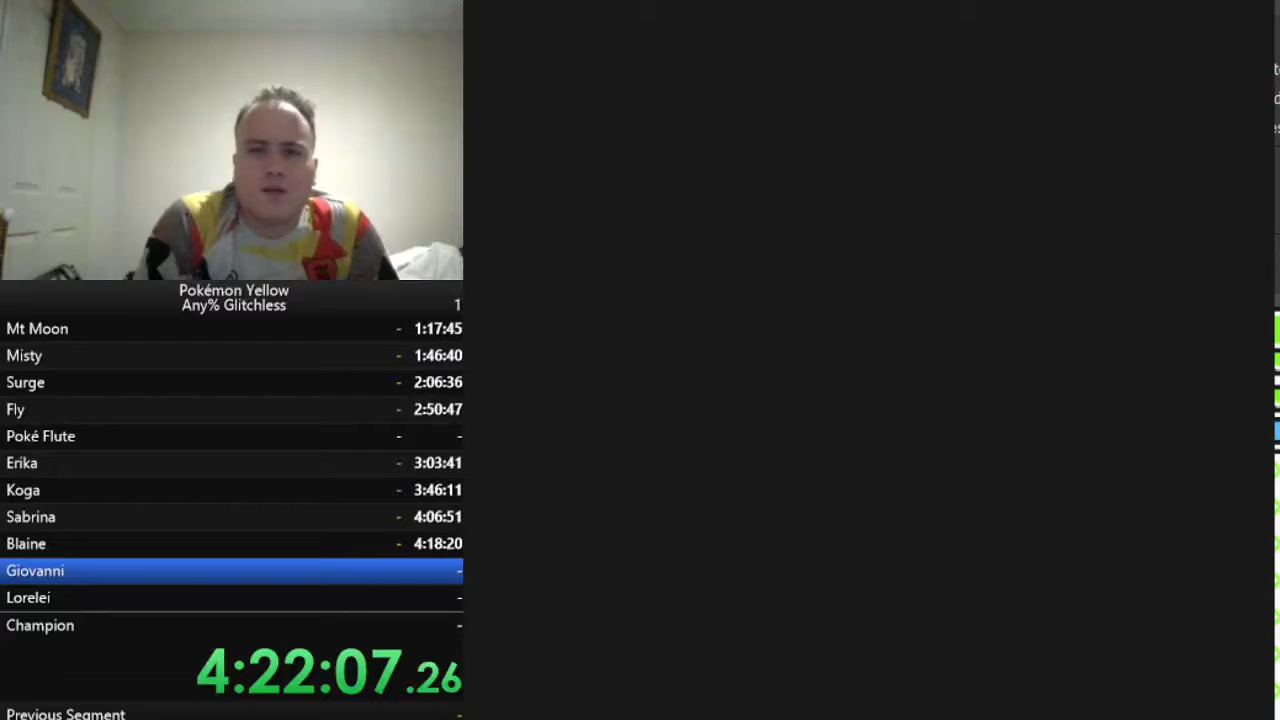 Pokémon Yellow
Any% Glitchless
1
Mt Moon - 1:17:45
Misty - 1:46:40
Surge - 2:06:36
Fly - 2:50:47
Poké Flute - -
Erika - 3:03:41
Koga - 3:46:11
Sabrina - 4:06:51
Blaine - 4:18:20
Giovanni -
Lorelei -
Champion -
4:22:07.26
Previous Segment -